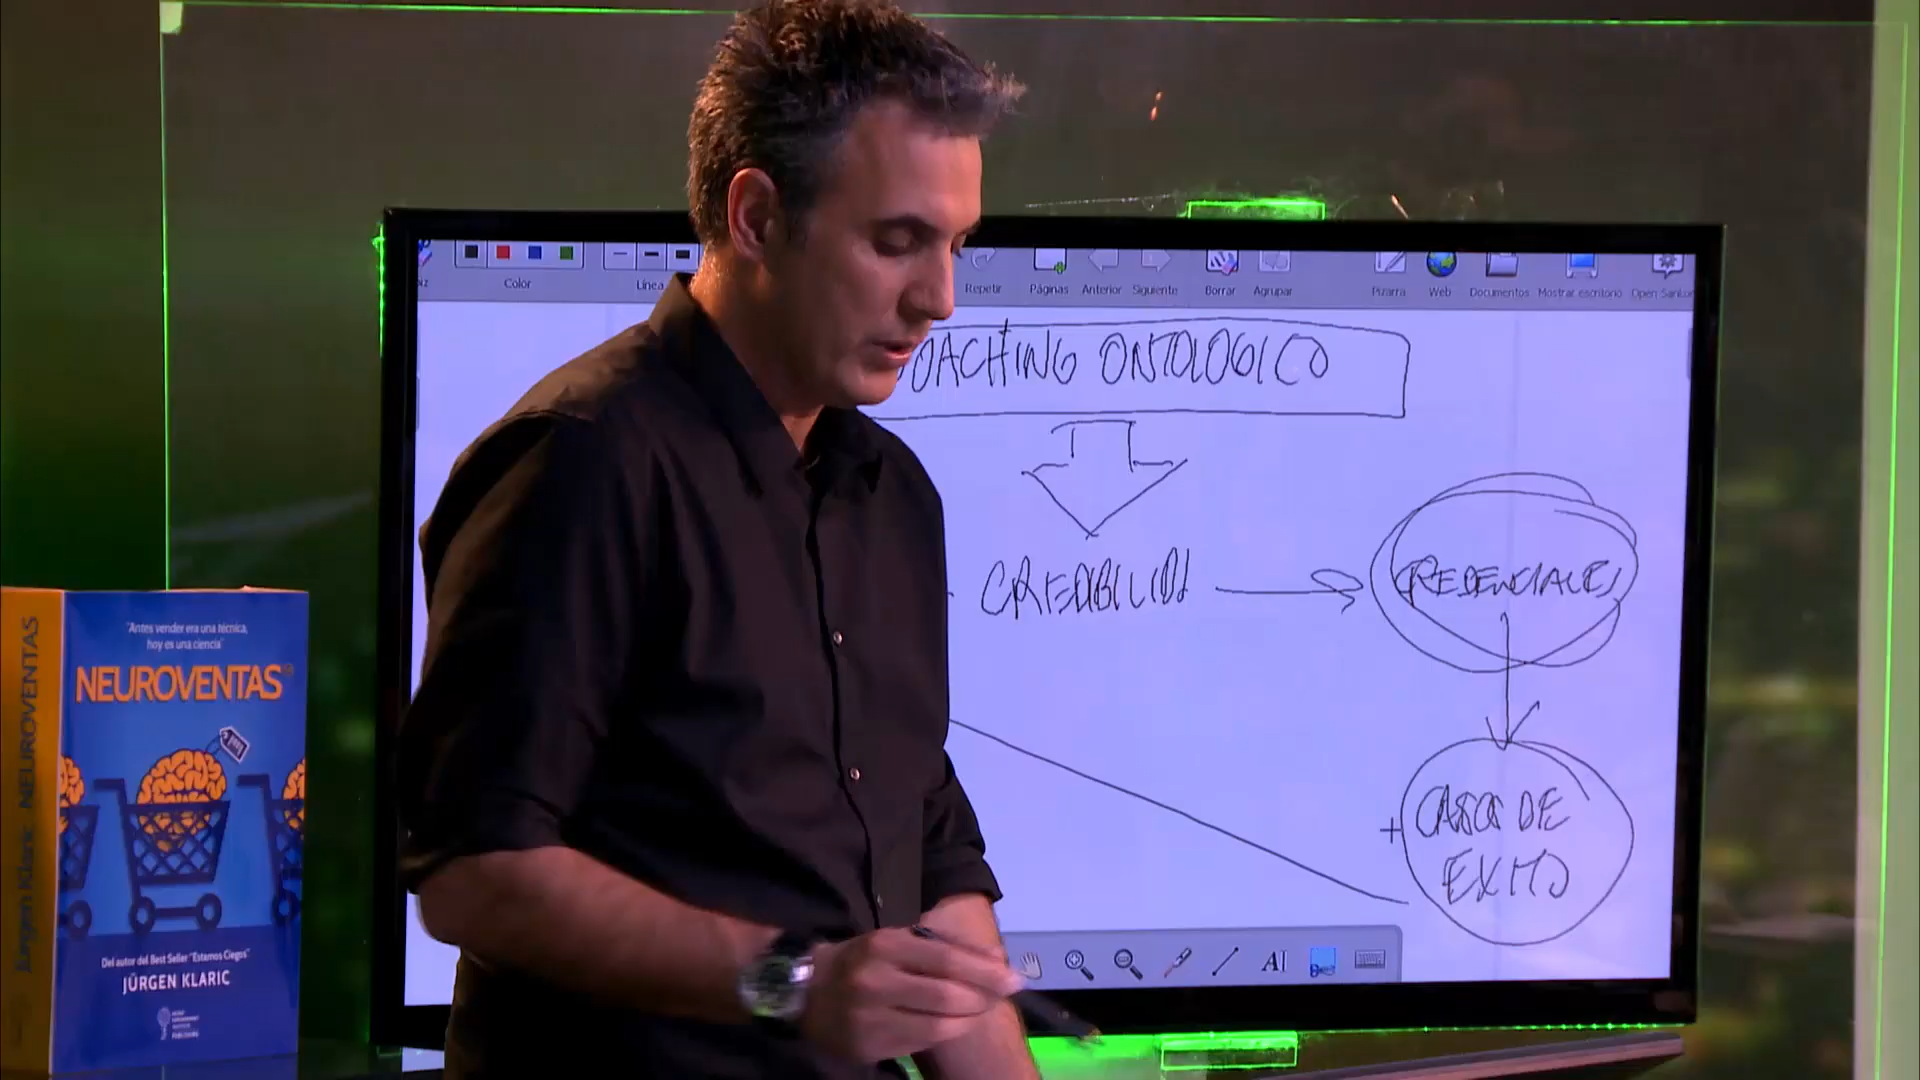 Color
Línea
Repetir
Páginas
Anterior
Siguiente
Borrar
Agrupar
Pizarra
Web
Documentos
Mostrar escritorio
Open Sankor
OACHING ONTOLOGICO
CREDIBILID
CREDENCIALES
+ CASOS DE
EXITO
"Antes vender era una técnica,
hoy es una ciencia"
NEUROVENTAS
Del autor del Best Seller "Estamos Ciegos"
JÜRGEN KLARIC
Jürgen Klaric NEUROVENTAS